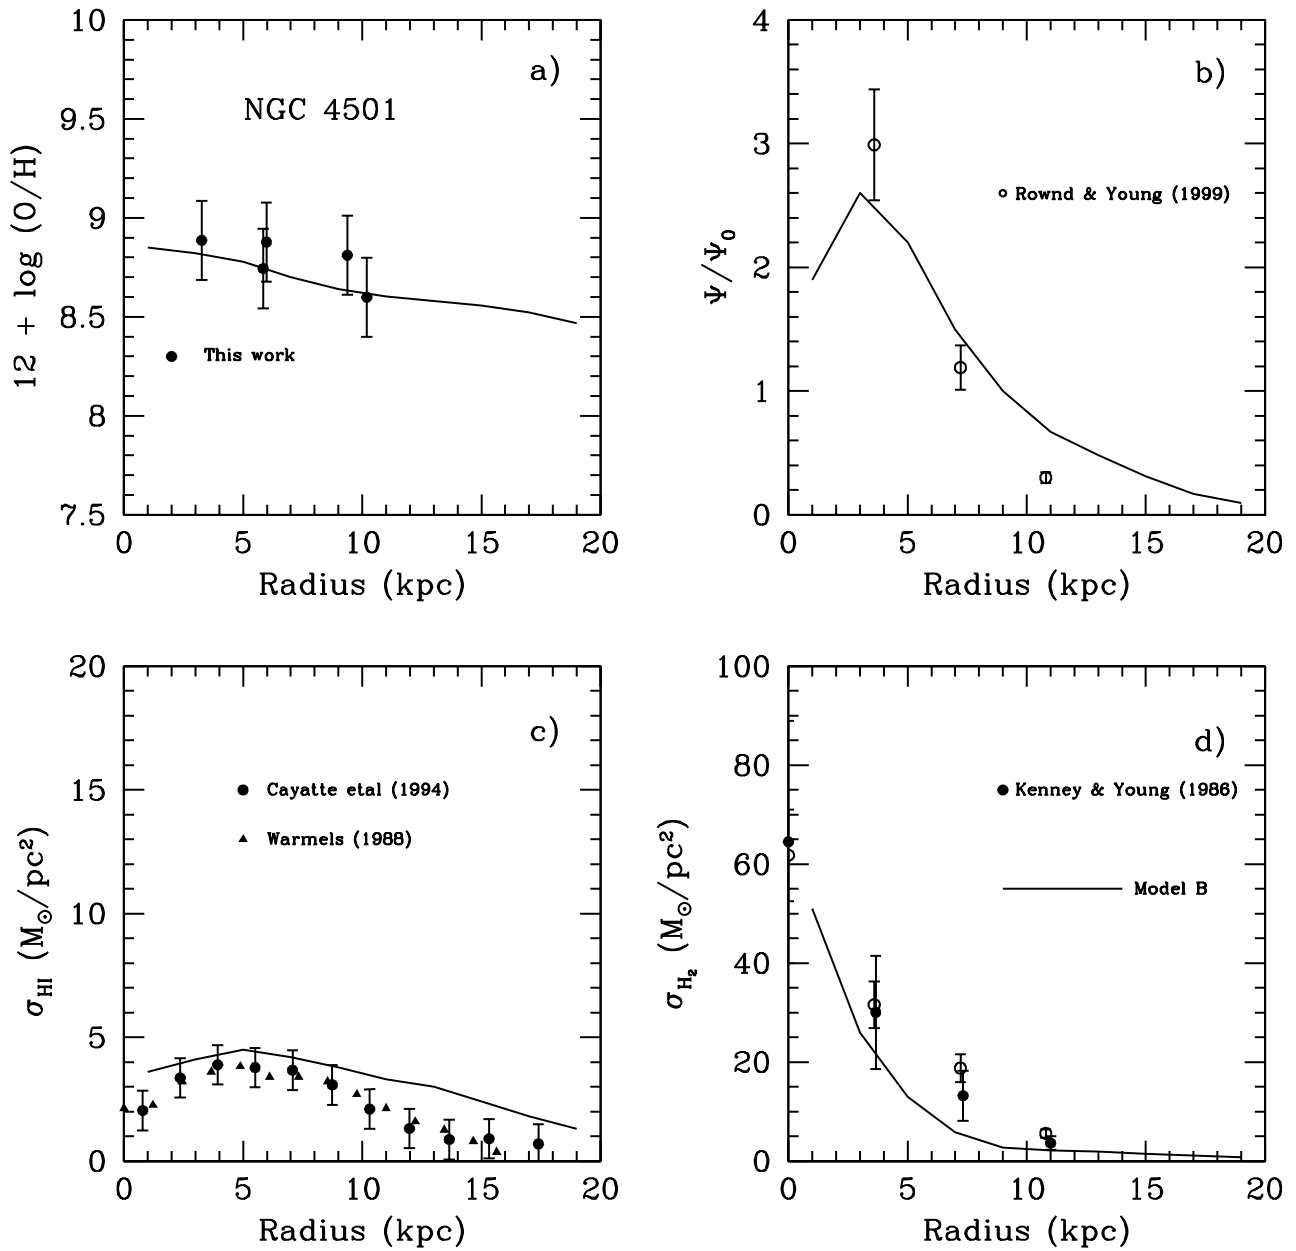 a)
NGC 4501
This work
12 + log (O/H)
10
9.5
9
8.5
8
7.5
0 5 10 15 20
Radius (kpc)
b)
Rownd & Young (1999)
Ψ/Ψ0
4
3
2
1
0
0 5 10 15 20
Radius (kpc)
c)
Cayatte etal (1994)
Warmels (1988)
σHI (M⊙/pc²)
20
15
10
5
0
0 5 10 15 20
Radius (kpc)
d)
Kenney & Young (1986)
Model B
σH₂ (M⊙/pc²)
100
80
60
40
20
0
0 5 10 15 20
Radius (kpc)